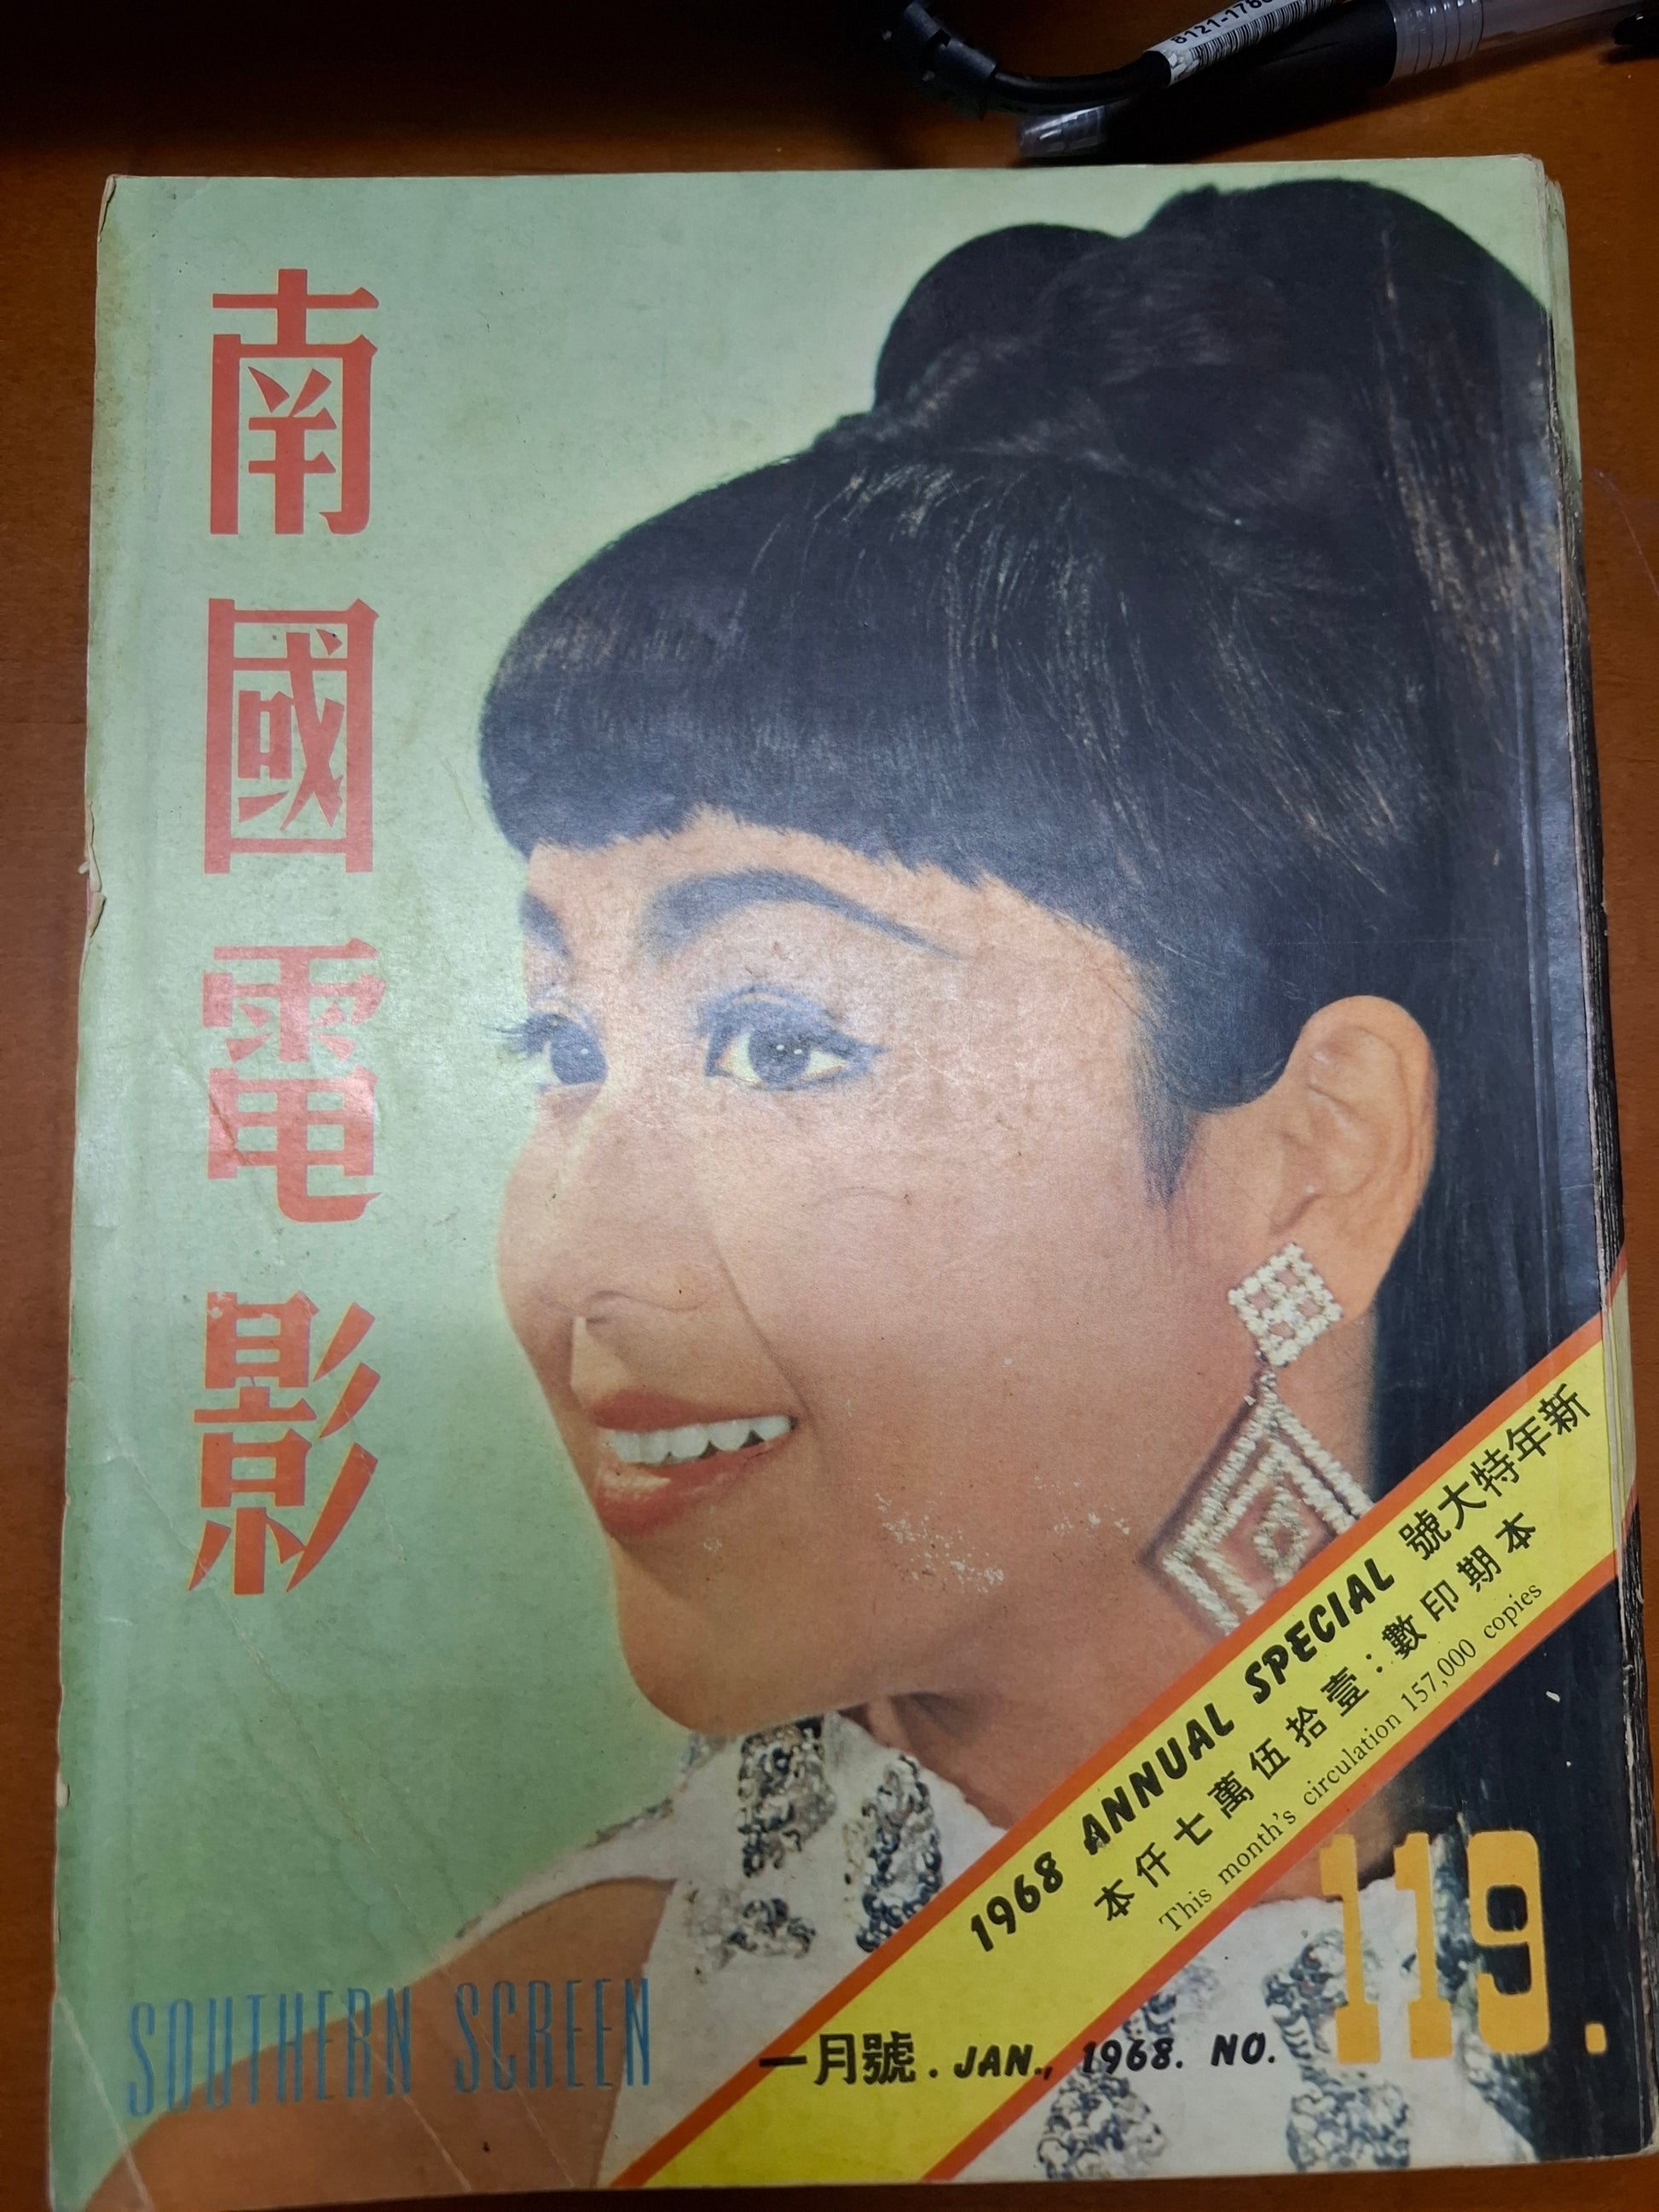 8121-178
南國電影
新年特大號
1968 ANNUAL SPECIAL
本期印數：壹拾伍萬七仟本
This month's circulation 157,000 copies
SOUTHERN SCREEN
一月號. JAN., 1968. NO. 119.